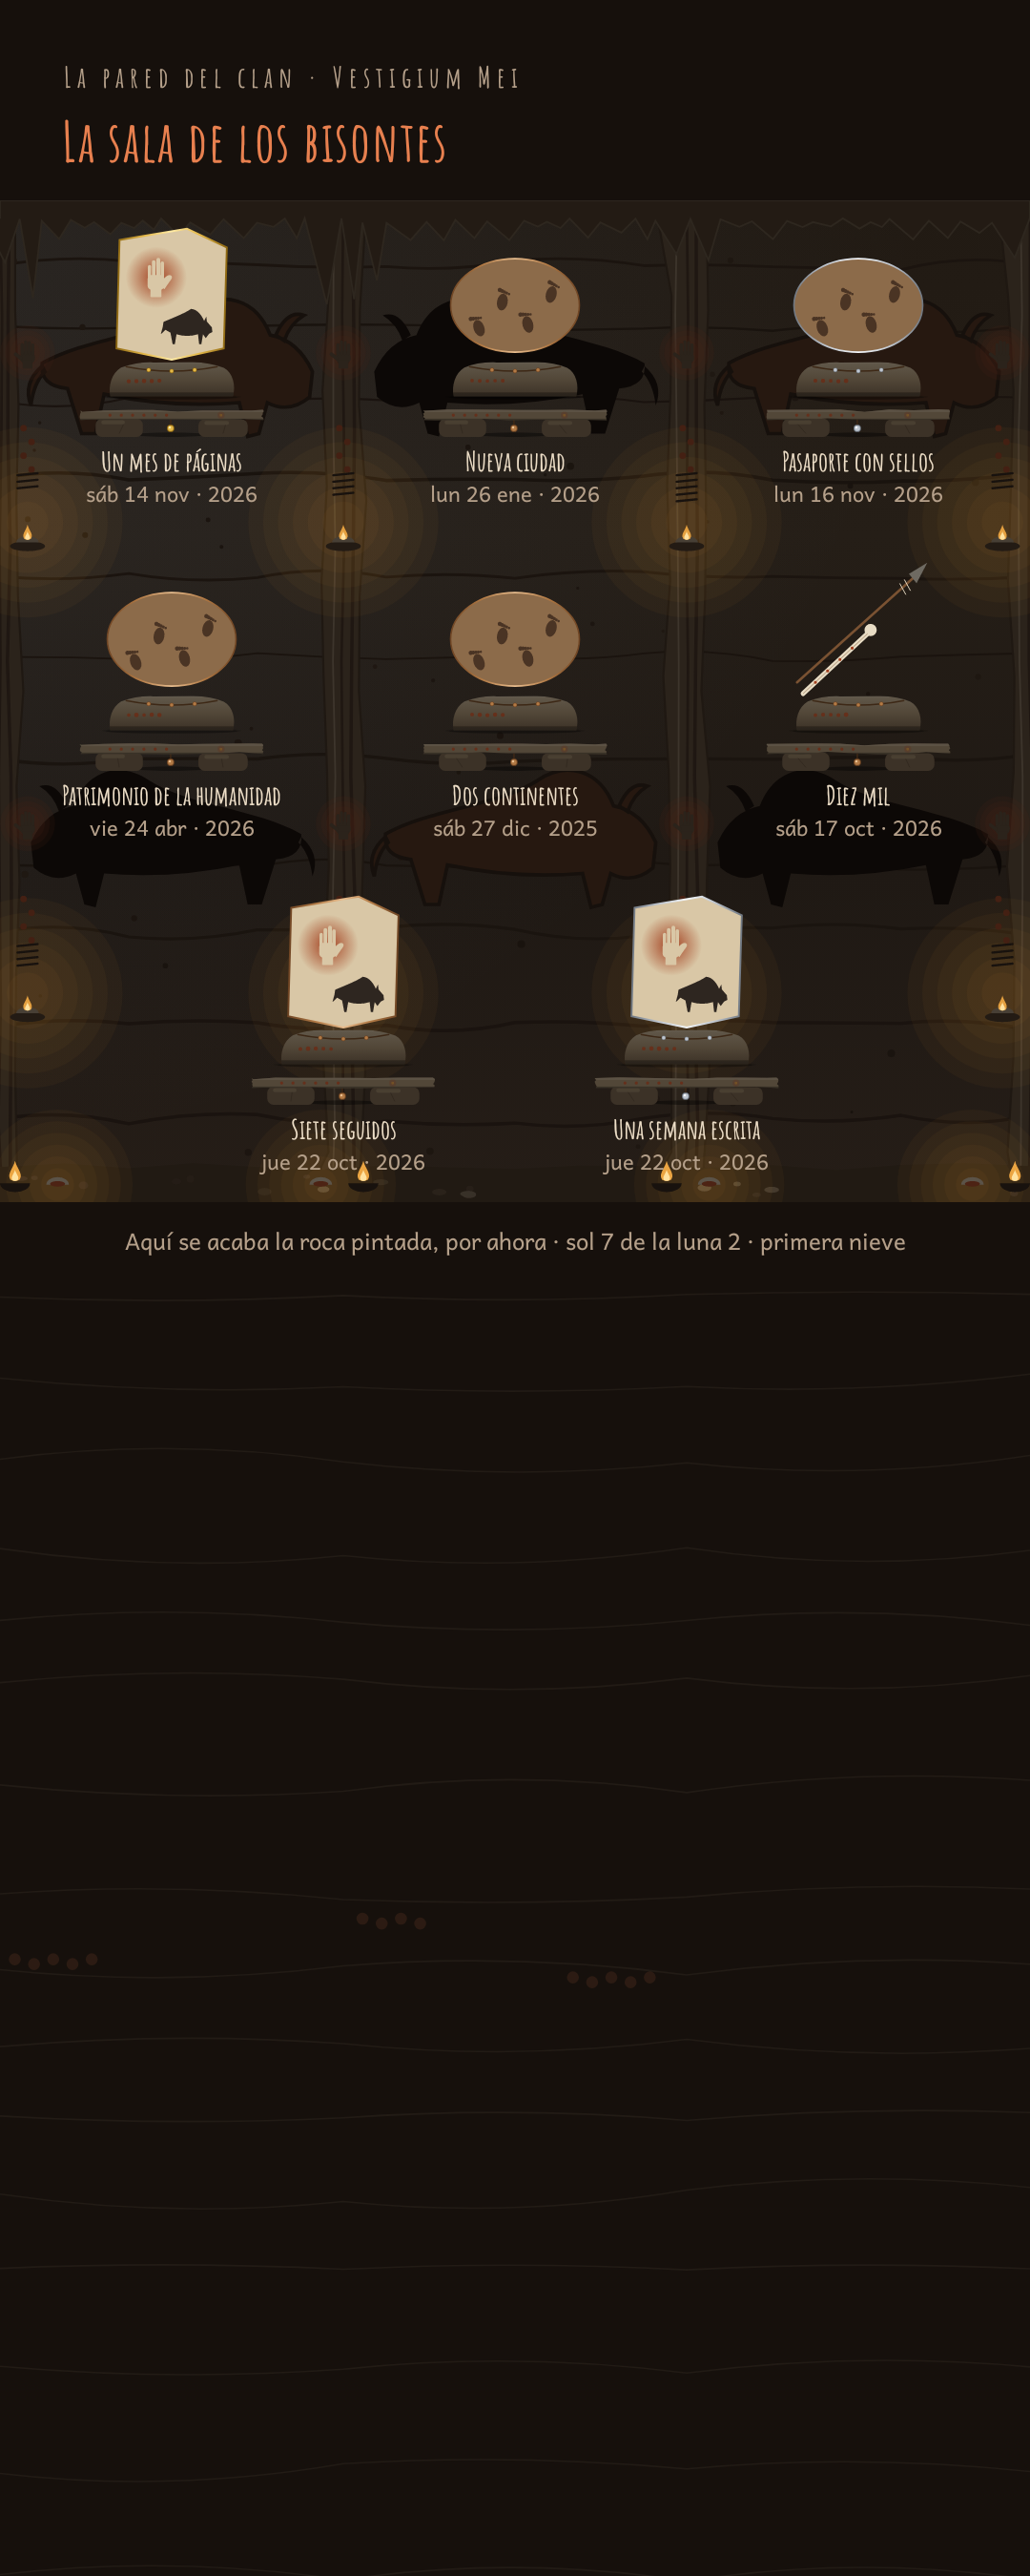 La pared del clan · Vestigium Mei
La sala de los bisontes
Un mes de páginas
sáb 14 nov · 2026
Nueva ciudad
lun 26 ene · 2026
Pasaporte con sellos
lun 16 nov · 2026
Patrimonio de la humanidad
vie 24 abr · 2026
Dos continentes
sáb 27 dic · 2025
Diez mil
sáb 17 oct · 2026
Siete seguidos
jue 22 oct · 2026
Una semana escrita
jue 22 oct · 2026
Aquí se acaba la roca pintada, por ahora · sol 7 de la luna 2 · primera nieve